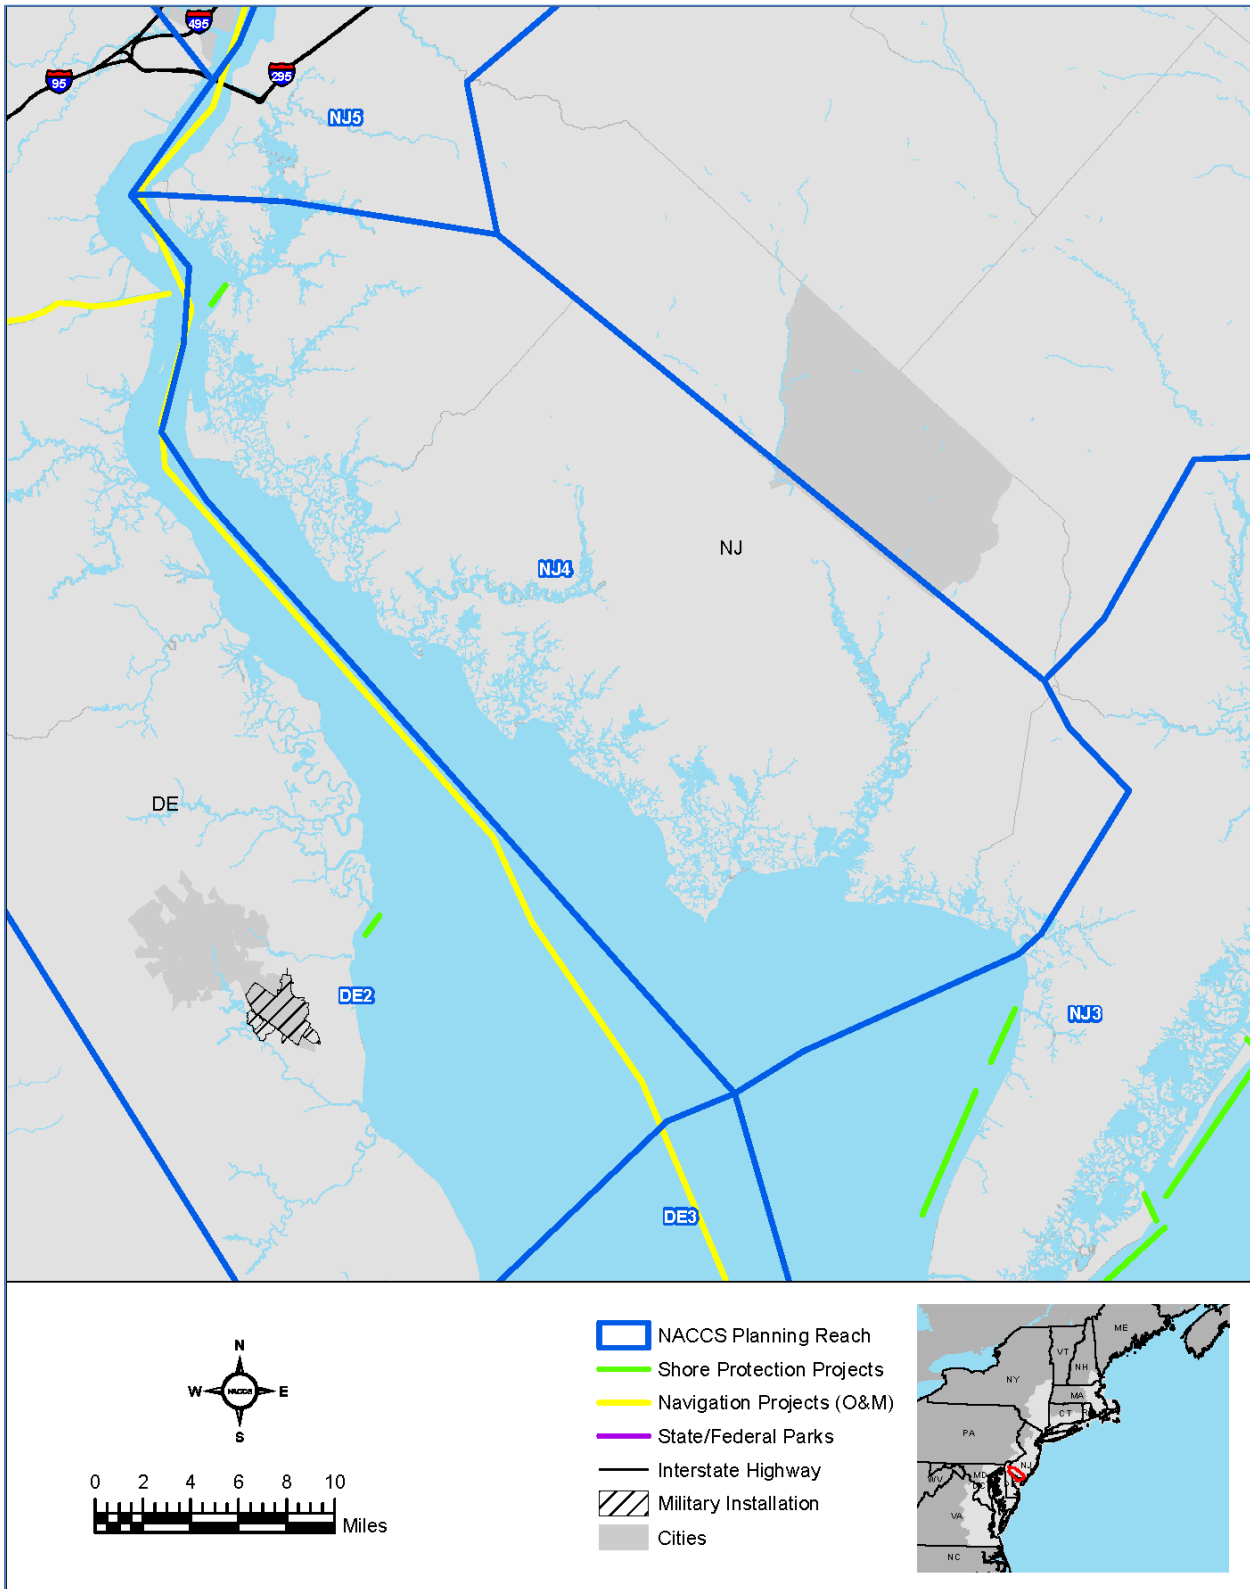 495
95
295
NJ5
NJ
NJ4
DE
DE2
NJ3
DE3
N
W NACCS E
S
0 2 4 6 8 10
Miles
NACCS Planning Reach
Shore Protection Projects
Navigation Projects (O&M)
State/Federal Parks
Interstate Highway
Military Installation
Cities
ME
VT
NH
NY
MA
CT
PA
NJ
MD
WV
VA
NC